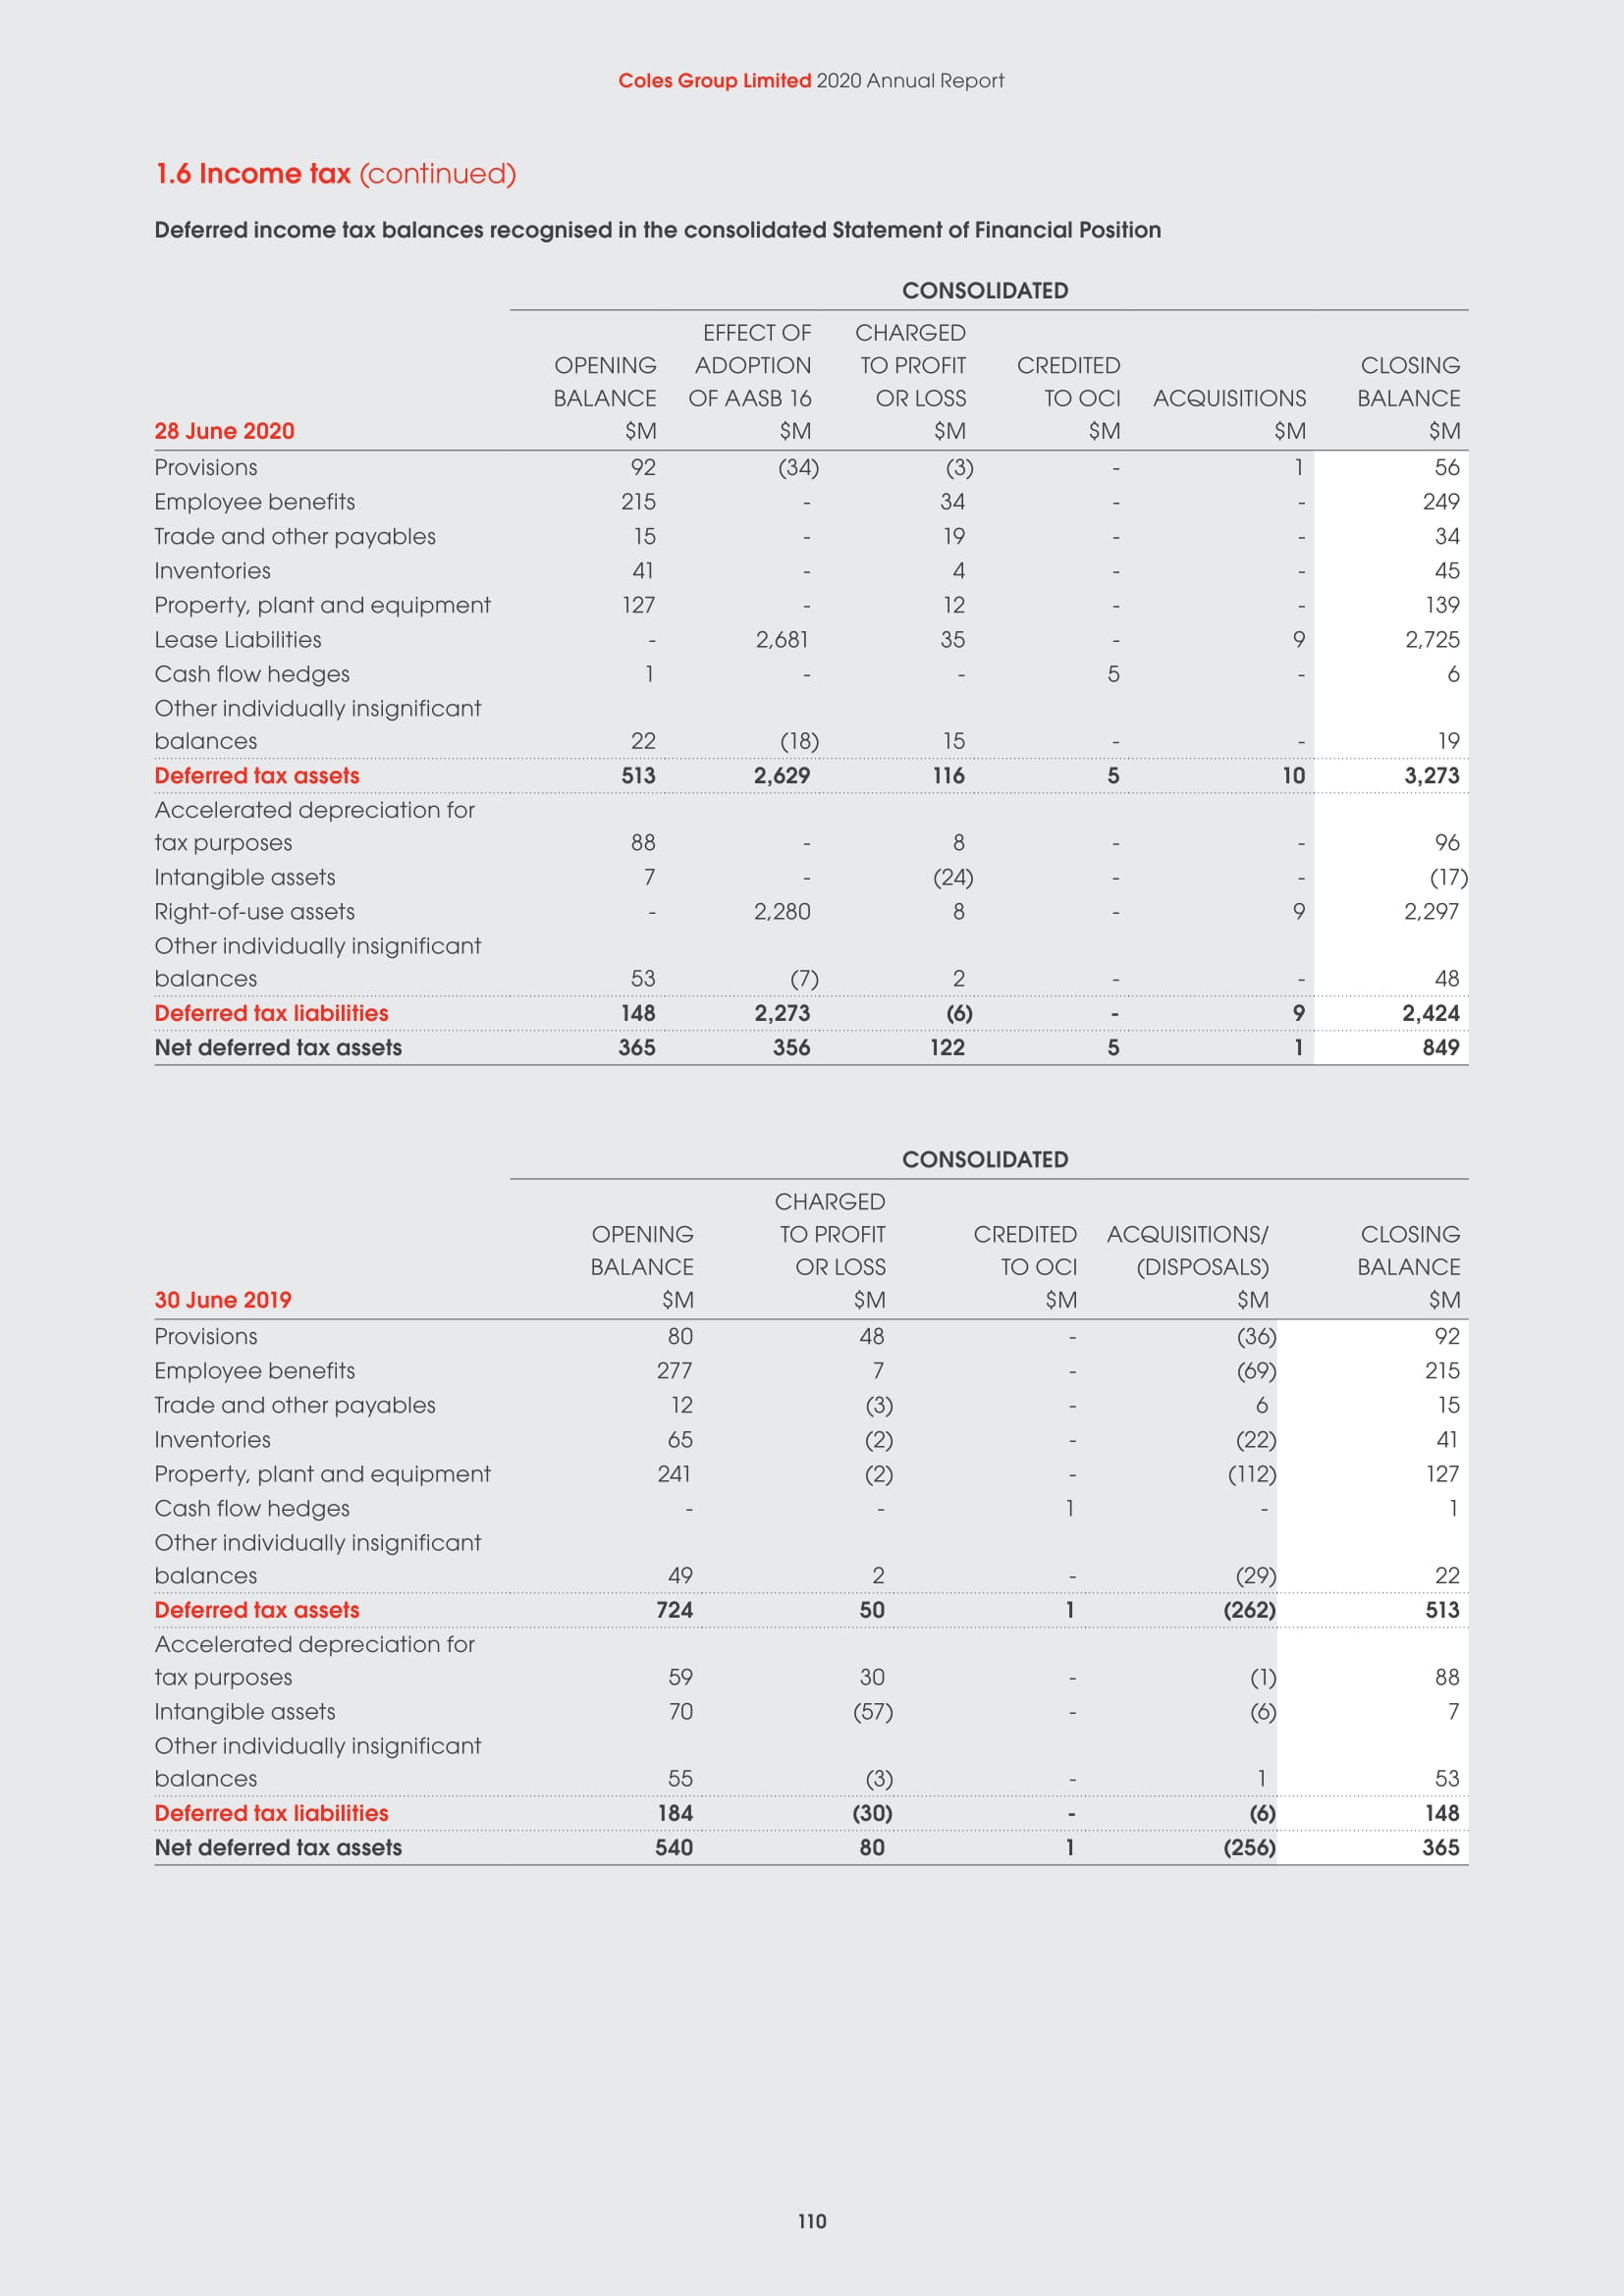 Coles Group Limited 2020 Annual Report
1.6 Income tax (continued)
Deferred income tax balances recognised in the consolidated Statement of Financial Position
CONSOLIDATED
EFFECT OF CHARGED
OPENING ADOPTION TO PROFIT CREDITED CLOSING
BALANCE OF AASB 16 OR LOSS TO OCI ACQUISITIONS BALANCE
28 June 2020 $M $M $M $M $M $M
Provisions 92 (34) (3) - 1 56
Employee benefits 215 - 34 - - 249
Trade and other payables 15 - 19 - - 34
Inventories 41 - 4 - - 45
Property, plant and equipment 127 - 12 - - 139
Lease Liabilities - 2,681 35 - 9 2,725
Cash flow hedges 1 - - 5 - 6
Other individually insignificant
balances 22 (18) 15 - - 19
Deferred tax assets 513 2,629 116 5 10 3,273
Accelerated depreciation for
tax purposes 88 - 8 - - 96
Intangible assets 7 - (24) - - (17)
Right-of-use assets - 2,280 8 - 9 2,297
Other individually insignificant
balances 53 (7) 2 - - 48
Deferred tax liabilities 148 2,273 (6) - 9 2,424
Net deferred tax assets 365 356 122 5 1 849
CONSOLIDATED
CHARGED
OPENING TO PROFIT CREDITED ACQUISITIONS/ CLOSING
BALANCE OR LOSS TO OCI (DISPOSALS) BALANCE
30 June 2019 $M $M $M $M $M
Provisions 80 48 - (36) 92
Employee benefits 277 7 - (69) 215
Trade and other payables 12 (3) - 6 15
Inventories 65 (2) - (22) 41
Property, plant and equipment 241 (2) - (112) 127
Cash flow hedges - - 1 - 1
Other individually insignificant
balances 49 2 - (29) 22
Deferred tax assets 724 50 1 (262) 513
Accelerated depreciation for
tax purposes 59 30 - (1) 88
Intangible assets 70 (57) - (6) 7
Other individually insignificant
balances 55 (3) - 1 53
Deferred tax liabilities 184 (30) - (6) 148
Net deferred tax assets 540 80 1 (256) 365
110